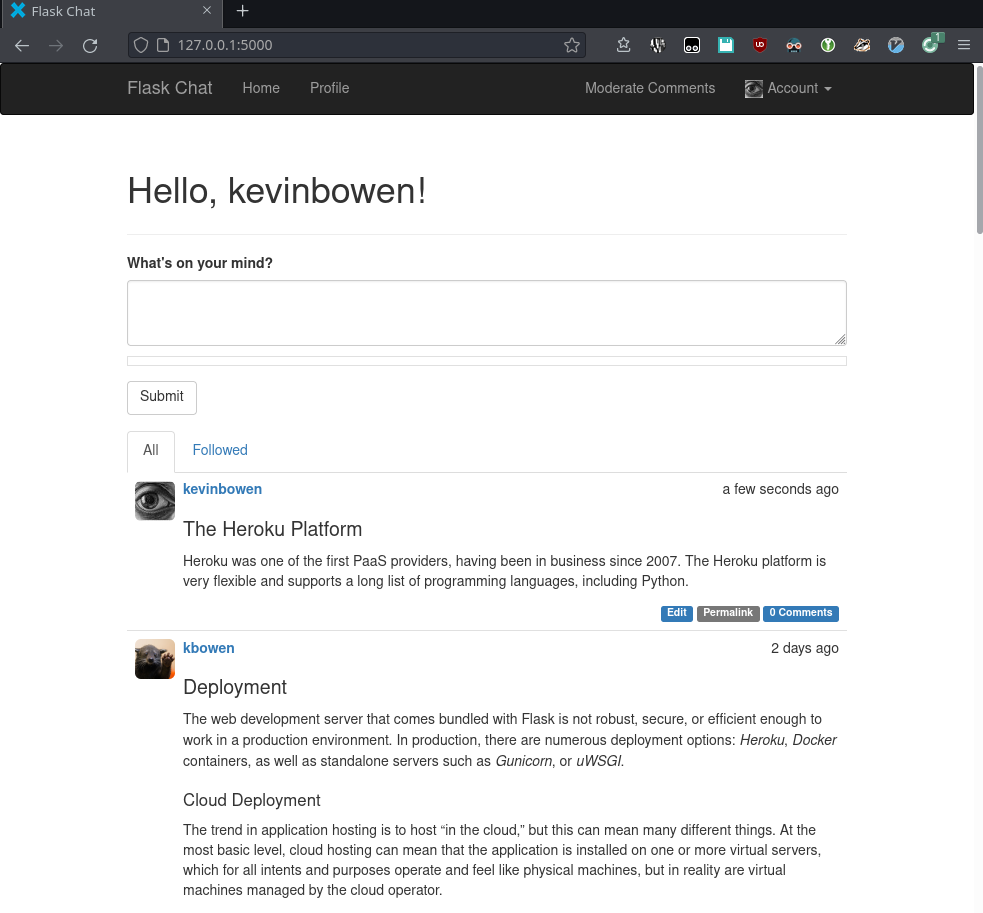 Flask Chat
127.0.0.1:5000
1
Flask Chat Home Profile Moderate Comments Account
Hello, kevinbowen!
What's on your mind?
Submit
All Followed
kevinbowen a few seconds ago
The Heroku Platform
Heroku was one of the first PaaS providers, having been in business since 2007. The Heroku platform is
very flexible and supports a long list of programming languages, including Python.
Edit Permalink 0 Comments
kbowen 2 days ago
Deployment
The web development server that comes bundled with Flask is not robust, secure, or efficient enough to
work in a production environment. In production, there are numerous deployment options: Heroku, Docker
containers, as well as standalone servers such as Gunicorn, or uWSGI.
Cloud Deployment
The trend in application hosting is to host “in the cloud,” but this can mean many different things. At the
most basic level, cloud hosting can mean that the application is installed on one or more virtual servers,
which for all intents and purposes operate and feel like physical machines, but in reality are virtual
machines managed by the cloud operator.